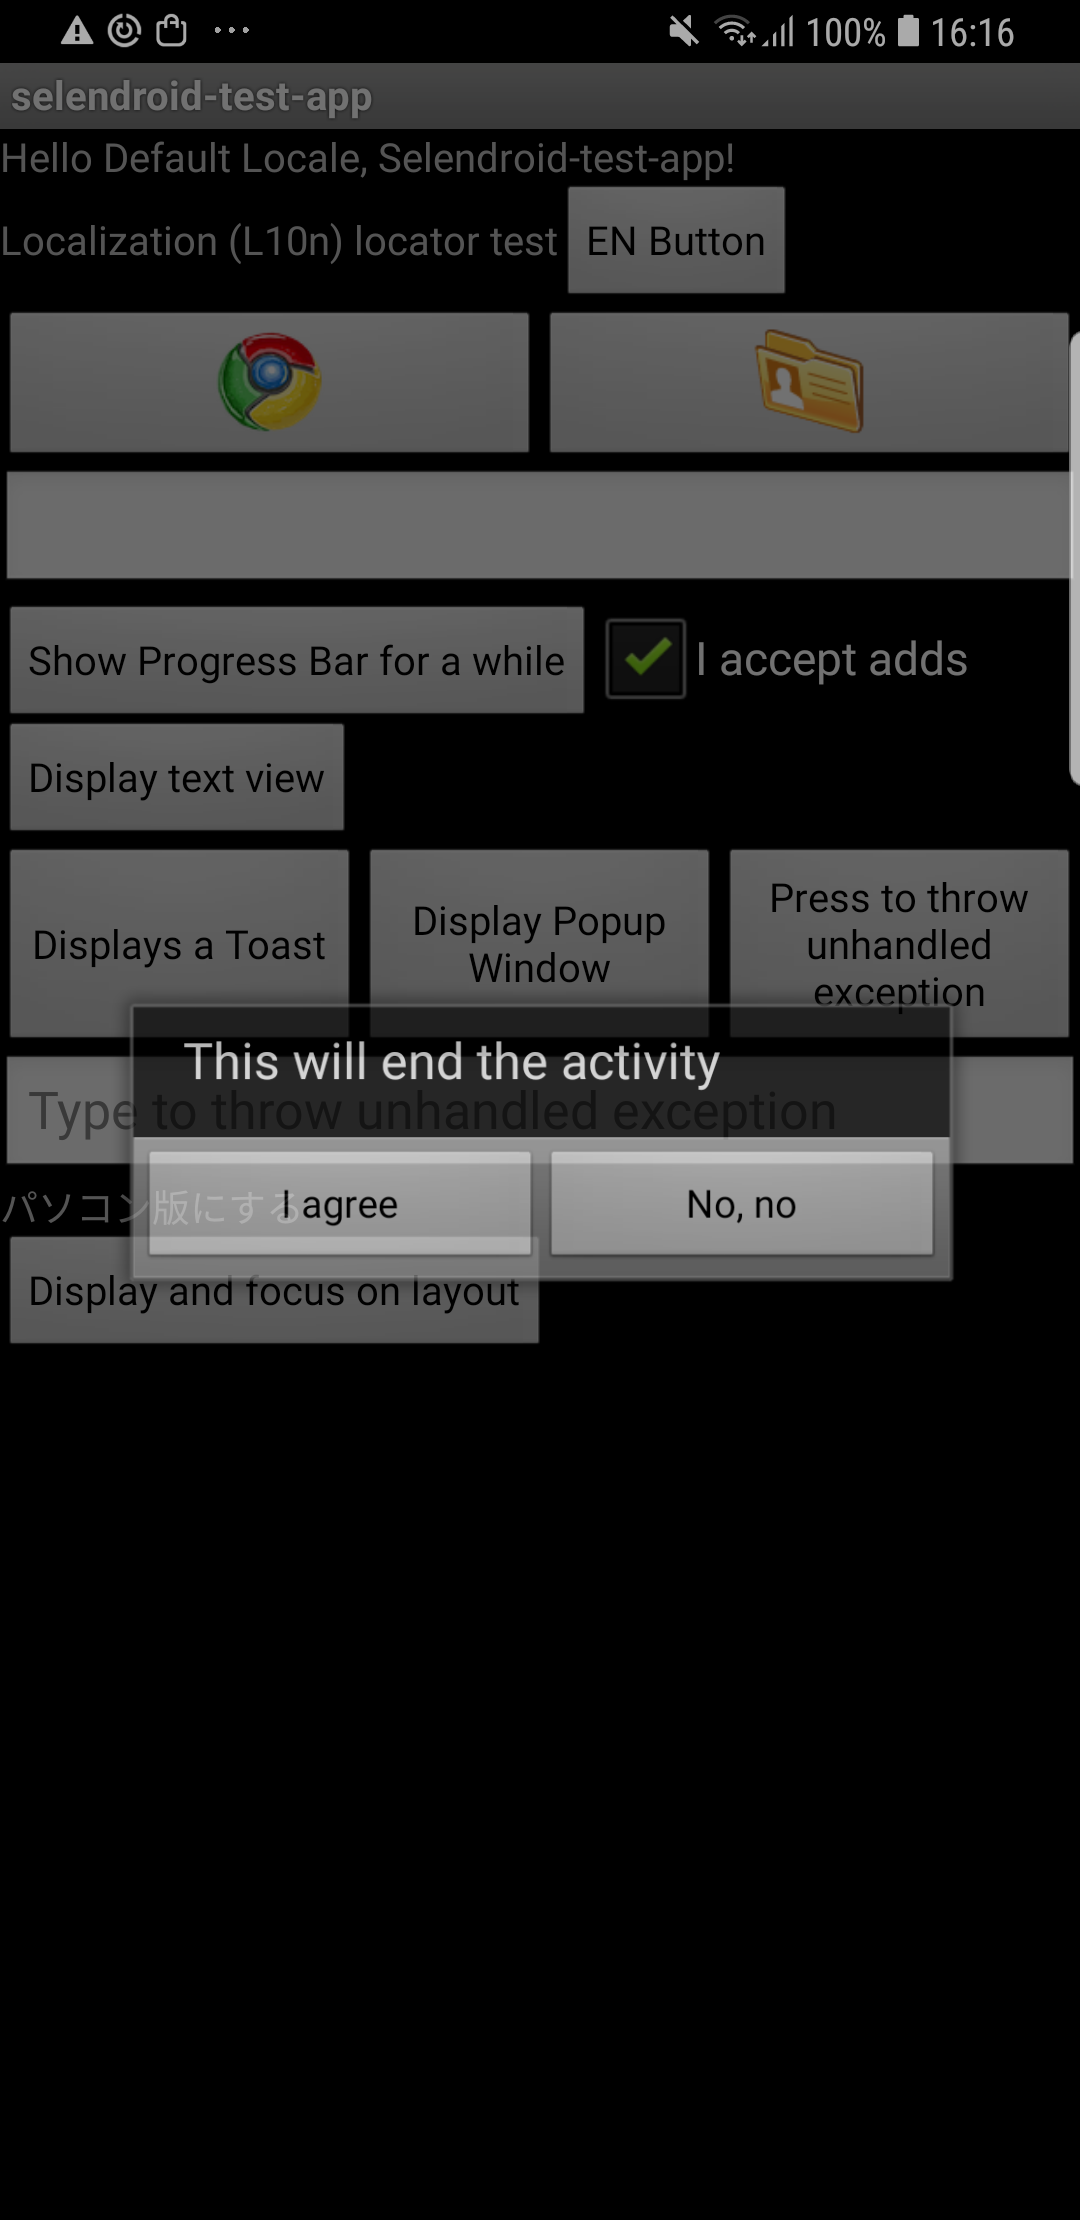 100% 16:16
selendroid-test-app
Hello Default Locale, Selendroid-test-app!
Localization (L10n) locator test EN Button
Show Progress Bar for a while I accept adds
Display text view
Displays a Toast
Display Popup
Window
Press to throw
unhandled
exception
This will end the activity
Type to throw unhandled exception
I agree No, no
パソコン版にする
Display and focus on layout